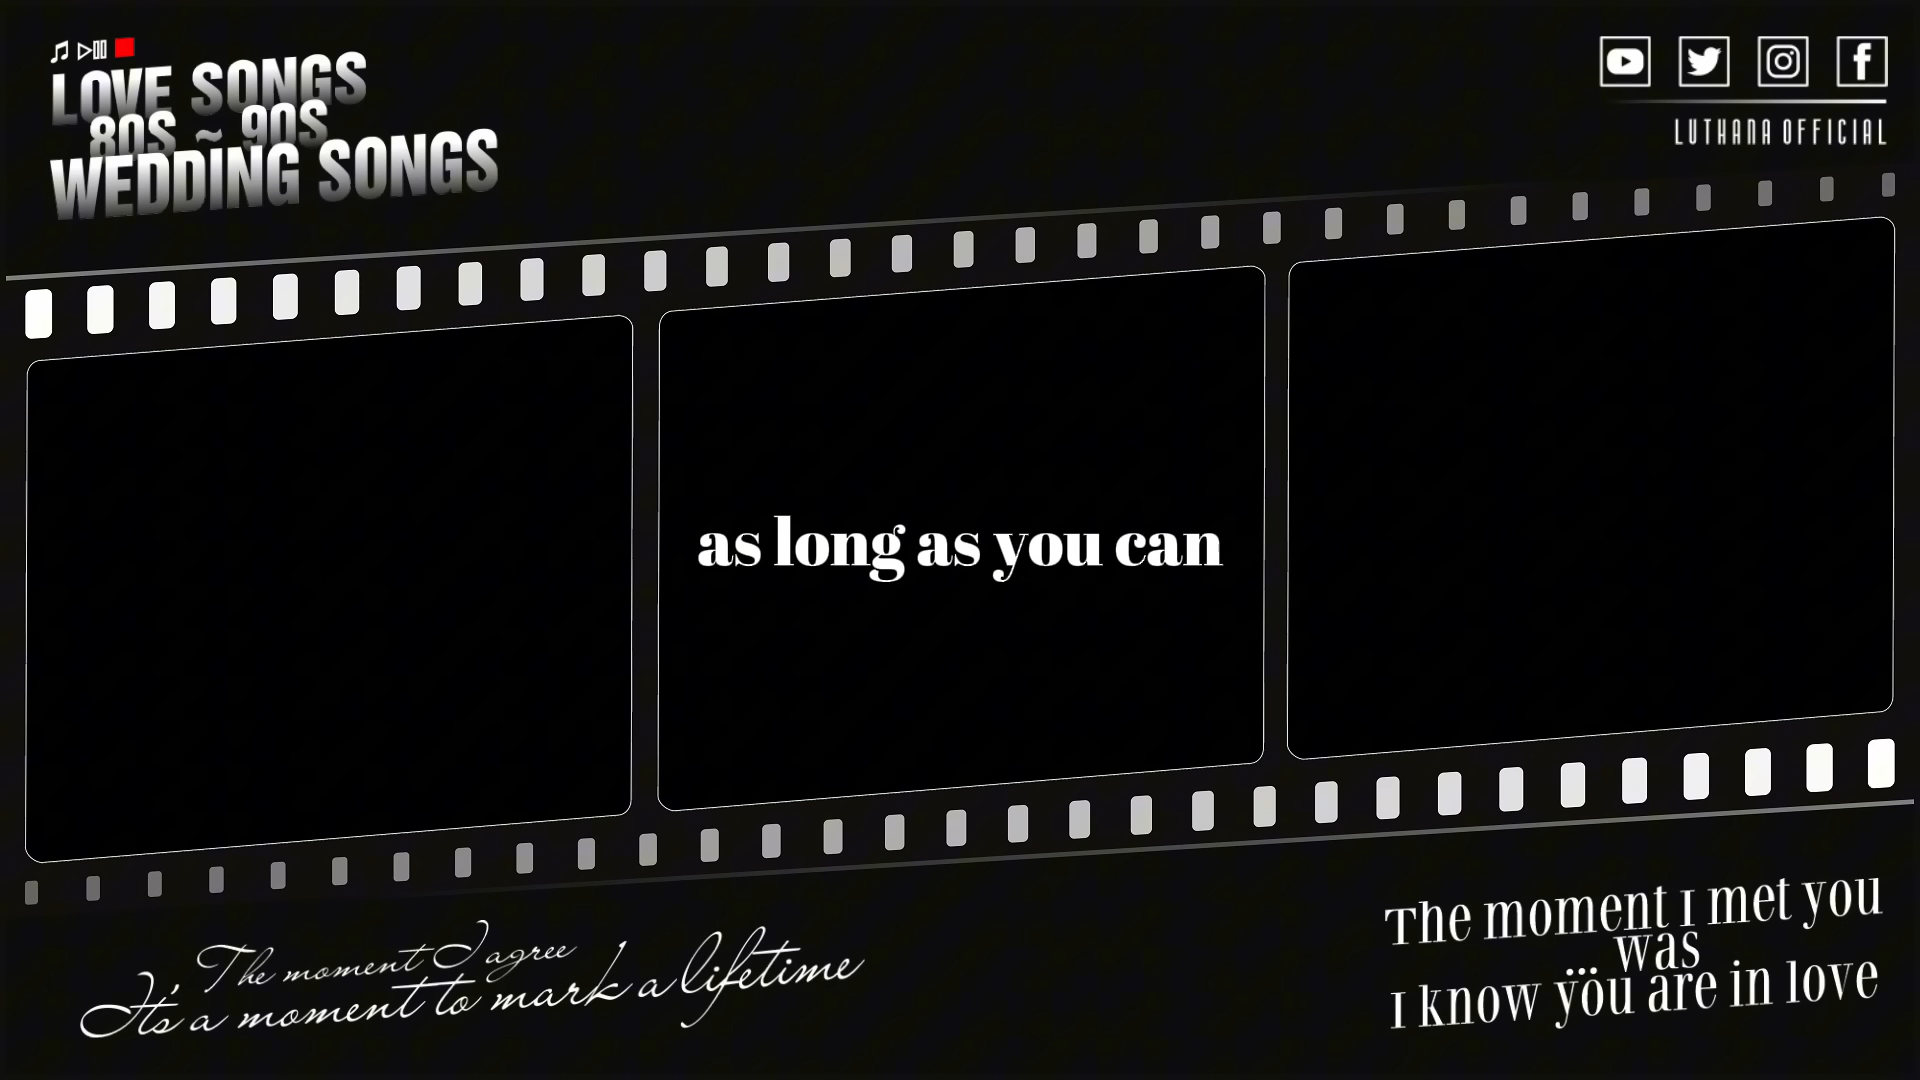 LOVE SONGS
80S ~ 90S
WEDDING SONGS
LUTHANA OFFICIAL
as long as you can
The moment I agree
It's a moment to mark a lifetime
The moment I met you
was
I know you are in love